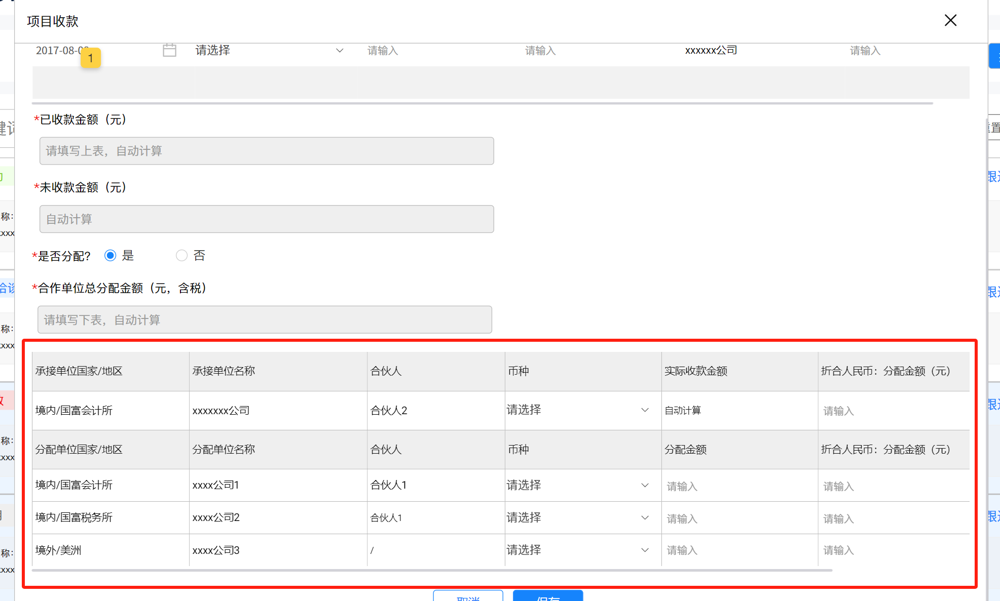 项目收款
2017-08-0 请选择 请输入 请输入 xxxxxx公司 请输入
1
*已收款金额（元）
请填写上表，自动计算
*未收款金额（元）
自动计算
*是否分配? 是 否
*合作单位总分配金额（元，含税）
请填写下表，自动计算
承接单位国家/地区 承接单位名称 合伙人 币种 实际收款金额 折合人民币：分配金额（元）
境内/国富会计所 xxxxxxx公司 合伙人2 请选择 自动计算 请输入
分配单位国家/地区 分配单位名称 合伙人 币种 分配金额 折合人民币：分配金额（元）
境内/国富会计所 xxxx公司1 合伙人1 请选择 请输入 请输入
境内/国富税务所 xxxx公司2 合伙人1 请选择 请输入 请输入
境外/美洲 xxxx公司3 / 请选择 请输入 请输入
取消 保存
称：
xxxx
称：
xxxx
称：
xxxx
称：
xxxx